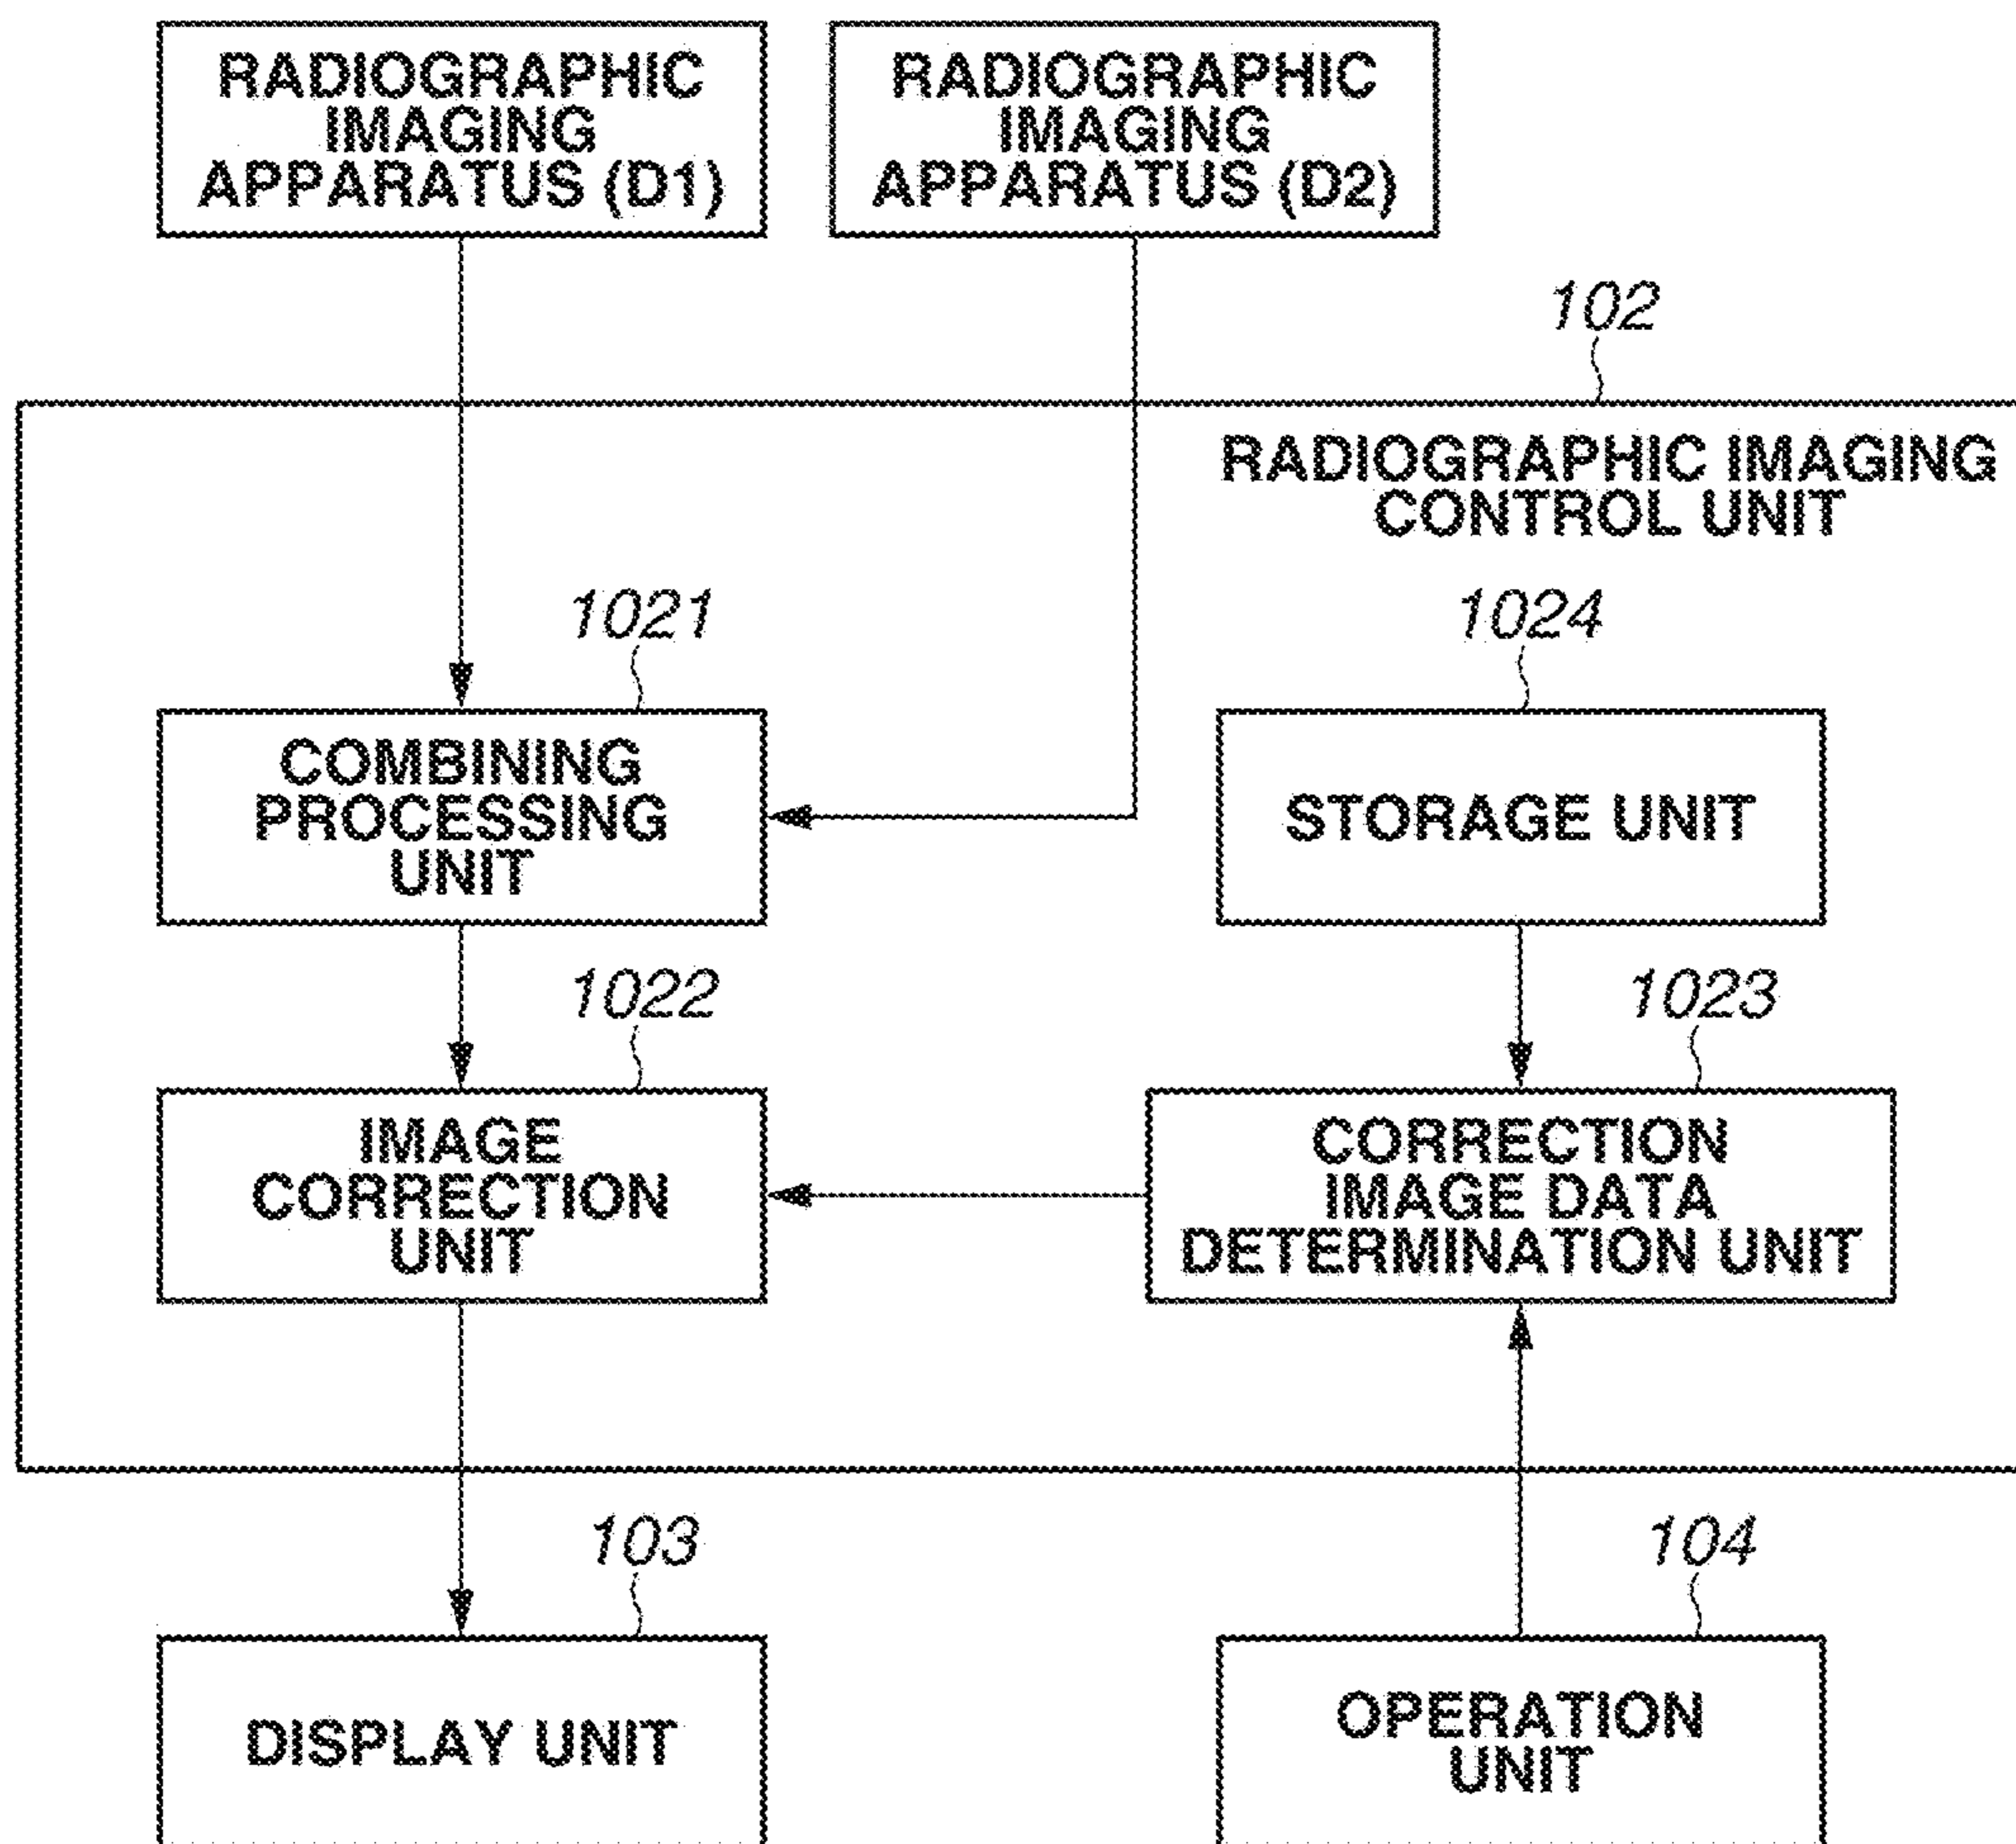 RADIOGRAPHIC
IMAGING
APPARATUS (D1)
RADIOGRAPHIC
IMAGING
APPARATUS (D2)
102
RADIOGRAPHIC IMAGING
CONTROL UNIT
1021
COMBINING
PROCESSING
UNIT
1024
STORAGE UNIT
1022
IMAGE
CORRECTION
UNIT
1023
CORRECTION
IMAGE DATA
DETERMINATION UNIT
103
DISPLAY UNIT
104
OPERATION
UNIT